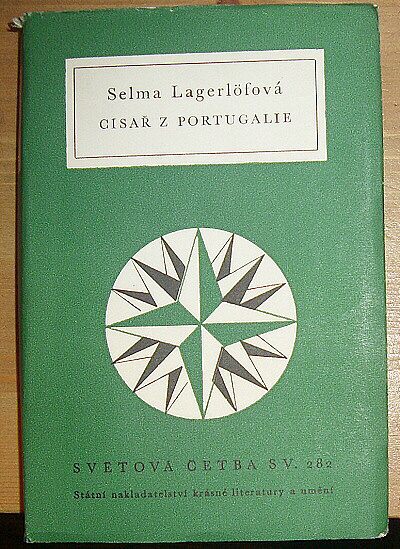 Selma Lagerlöfová
CISAŘ Z PORTUGALIE
SVĚTOVÁ ČETBA SV. 282
Státní nakladatelství krásné literatury a umění